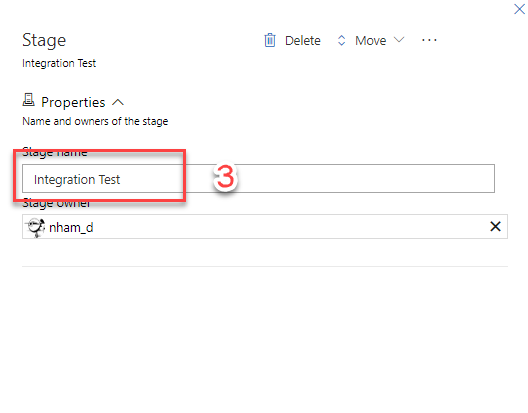 Stage
Delete
Move
...
Integration Test
Properties
Name and owners of the stage
Stage name
Integration Test
3
Stage owner
nham_d